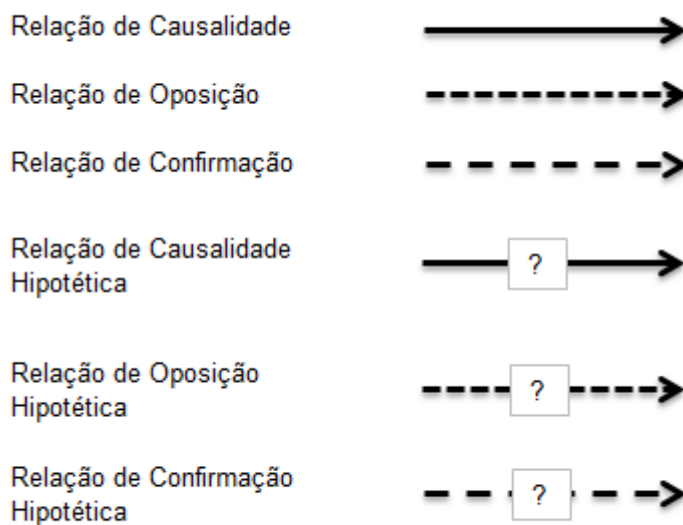 Relação de Causalidade
Relação de Oposição
Relação de Confirmação
Relação de Causalidade
Hipotética
?
Relação de Oposição
Hipotética
?
Relação de Confirmação
Hipotética
?